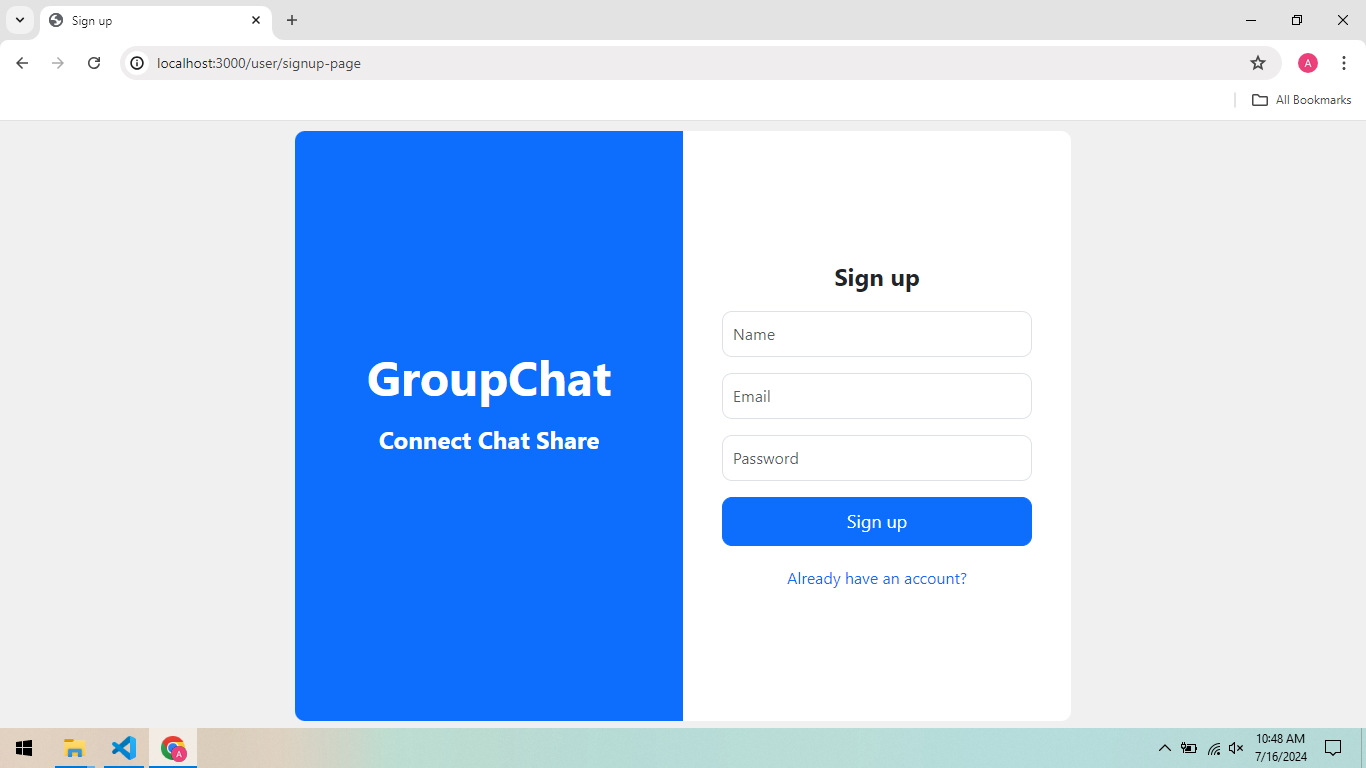 Sign up
localhost:3000/user/signup-page
A
All Bookmarks
GroupChat
Connect Chat Share
Sign up
Name
Email
Password
Sign up
Already have an account?
A
10:48 AM
7/16/2024